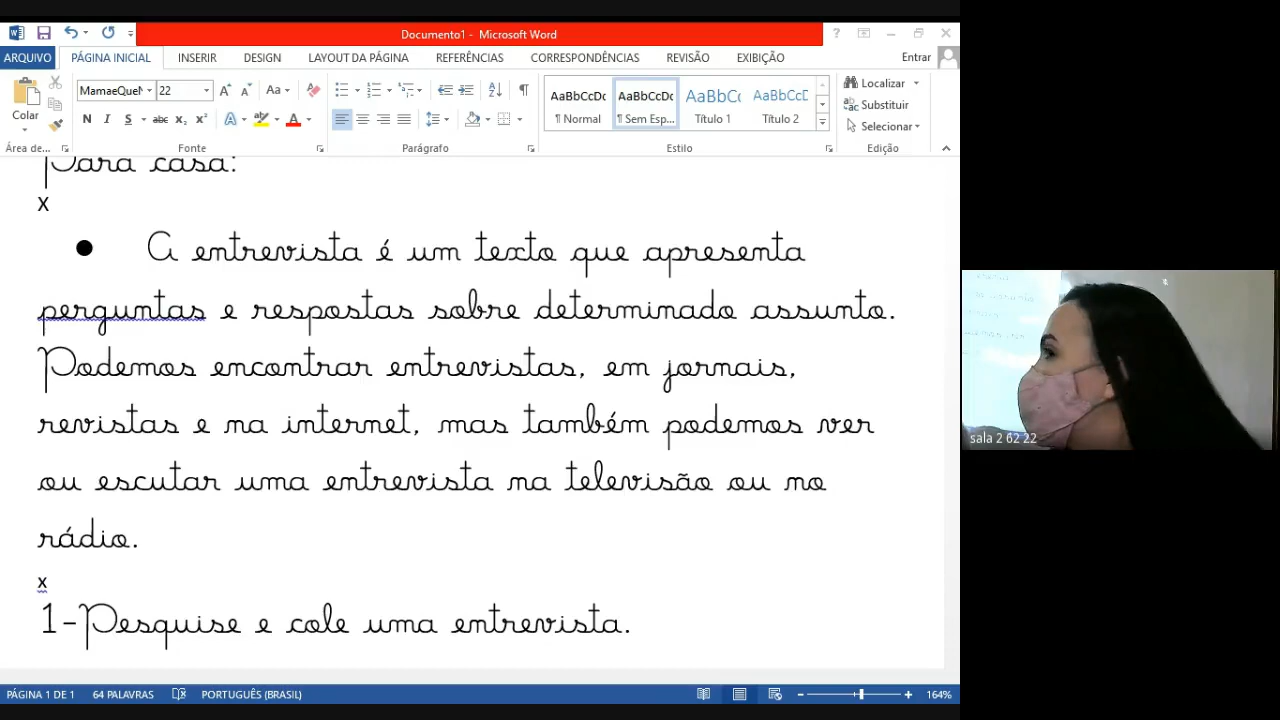 Documento1 - Microsoft Word
ARQUIVO PÁGINA INICIAL INSERIR DESIGN LAYOUT DA PÁGINA REFERÊNCIAS CORRESPONDÊNCIAS REVISÃO EXIBIÇÃO Entrar
MamaeQueN 22 Aa AaBbCcDc AaBbCcDc AaBbCc AaBbCcD Localizar
Colar N I S abc x₂ x² A A ¶ Normal ¶ Sem Esp... Título 1 Título 2 Substituir
Selecionar
Área de... Fonte Parágrafo Estilo Edição
Para casa:
X
• A entrevista é um texto que apresenta
perguntas e respostas sobre determinado assunto.
Podemos encontrar entrevistas, em jornais,
revistas e na internet, mas também podemos ver
ou escutar uma entrevista na televisão ou no
rádio.
x
1-Pesquise e cole uma entrevista.
sala 2 62 22
PÁGINA 1 DE 1 64 PALAVRAS PORTUGUÊS (BRASIL) 164%